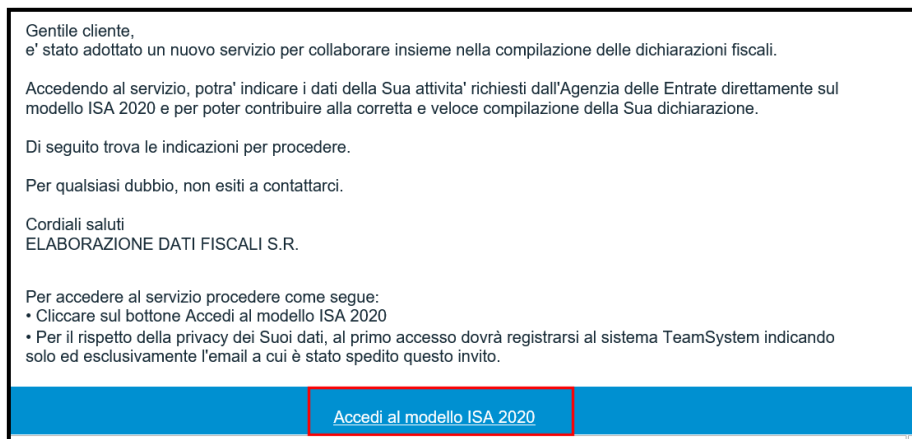 Gentile cliente,
e' stato adottato un nuovo servizio per collaborare insieme nella compilazione delle dichiarazioni fiscali.
Accedendo al servizio, potra' indicare i dati della Sua attivita' richiesti dall'Agenzia delle Entrate direttamente sul
modello ISA 2020 e per poter contribuire alla corretta e veloce compilazione della Sua dichiarazione.
Di seguito trova le indicazioni per procedere.
Per qualsiasi dubbio, non esiti a contattarci.
Cordiali saluti
ELABORAZIONE DATI FISCALI S.R.
Per accedere al servizio procedere come segue:
• Cliccare sul bottone Accedi al modello ISA 2020
• Per il rispetto della privacy dei Suoi dati, al primo accesso dovrà registrarsi al sistema TeamSystem indicando
solo ed esclusivamente l'email a cui è stato spedito questo invito.
Accedi al modello ISA 2020